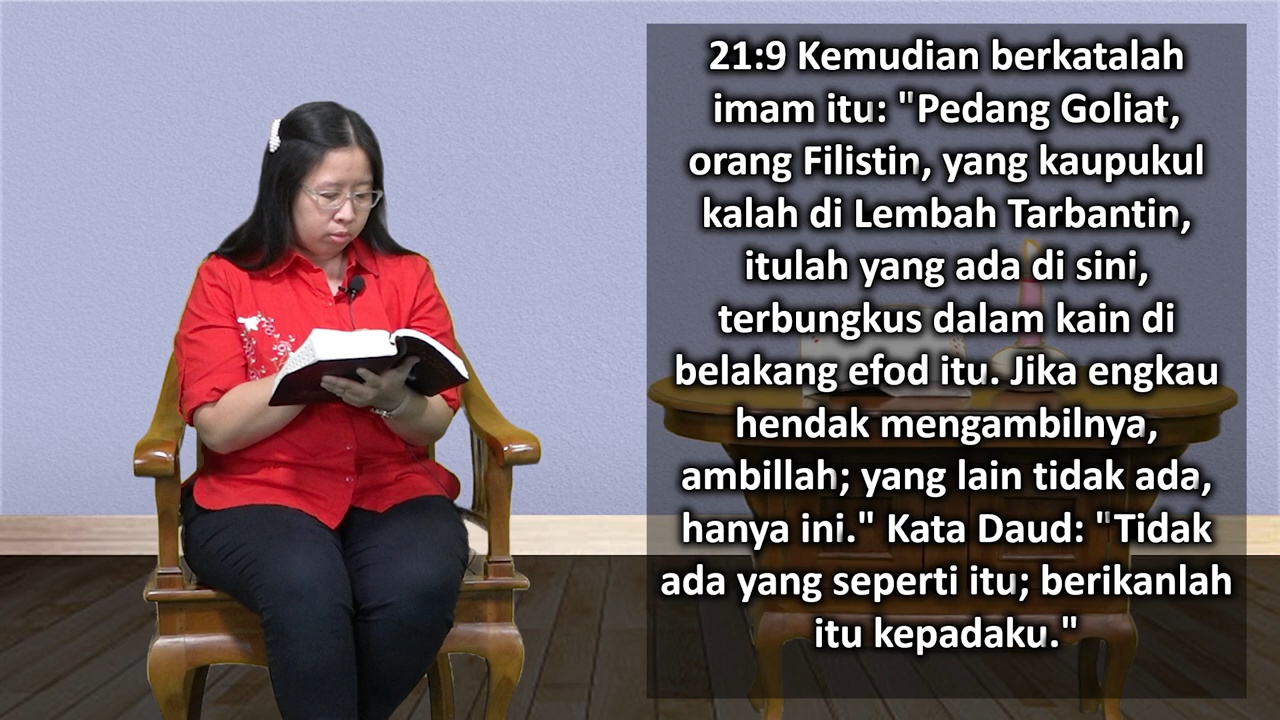 21:9 Kemudian berkatalah
imam itu: "Pedang Goliat,
orang Filistin, yang kaupukul
kalah di Lembah Tarbantin,
itulah yang ada di sini,
terbungkus dalam kain di
belakang efod itu. Jika engkau
hendak mengambilnya,
ambillah; yang lain tidak ada,
hanya ini." Kata Daud: "Tidak
ada yang seperti itu; berikanlah
itu kepadaku."